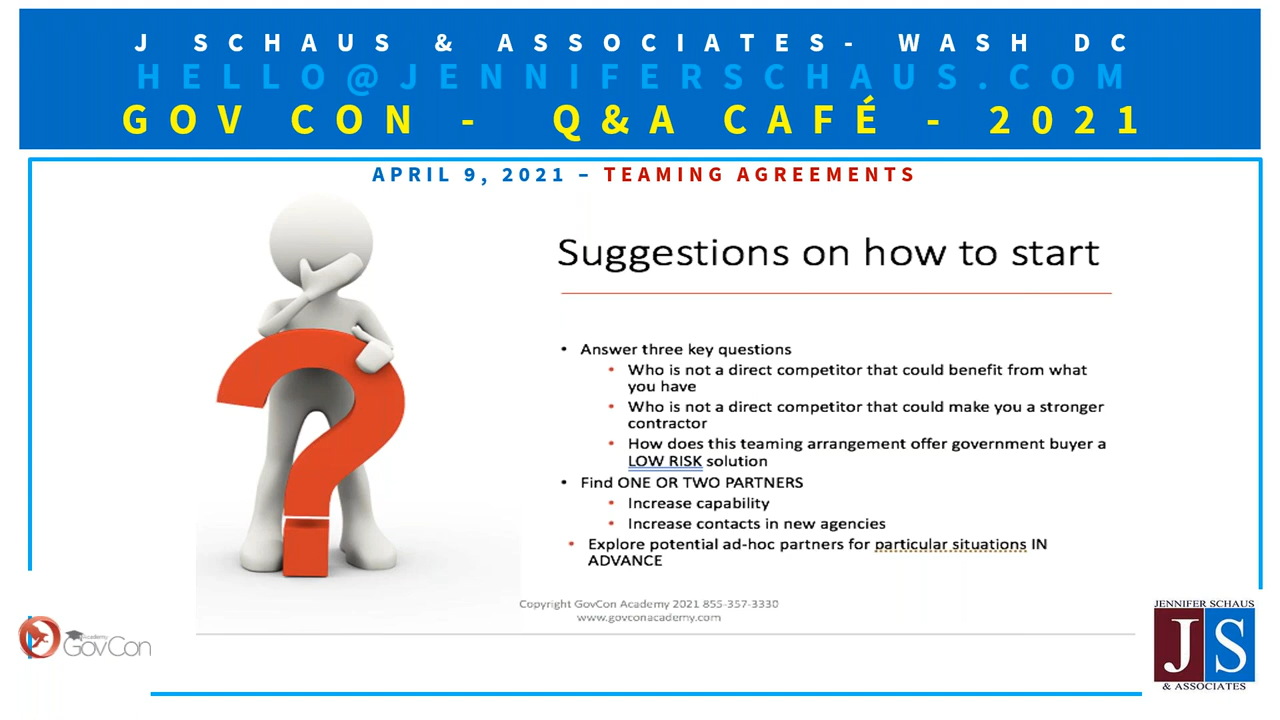 J SCHAUS & ASSOCIATES- WASH DC
HELLO@JENNIFERSCHAUS.COM
GOV CON - Q&A CAFÉ - 2021
APRIL 9, 2021 – TEAMING AGREEMENTS
Suggestions on how to start
• Answer three key questions
• Who is not a direct competitor that could benefit from what
you have
• Who is not a direct competitor that could make you a stronger
contractor
• How does this teaming arrangement offer government buyer a
LOW RISK solution
• Find ONE OR TWO PARTNERS
• Increase capability
• Increase contacts in new agencies
• Explore potential ad-hoc partners for particular situations IN
ADVANCE
Copyright GovCon Academy 2021 855-357-3330
www.govconacademy.com
Academy
GovCon
JENNIFER SCHAUS
JS
& ASSOCIATES